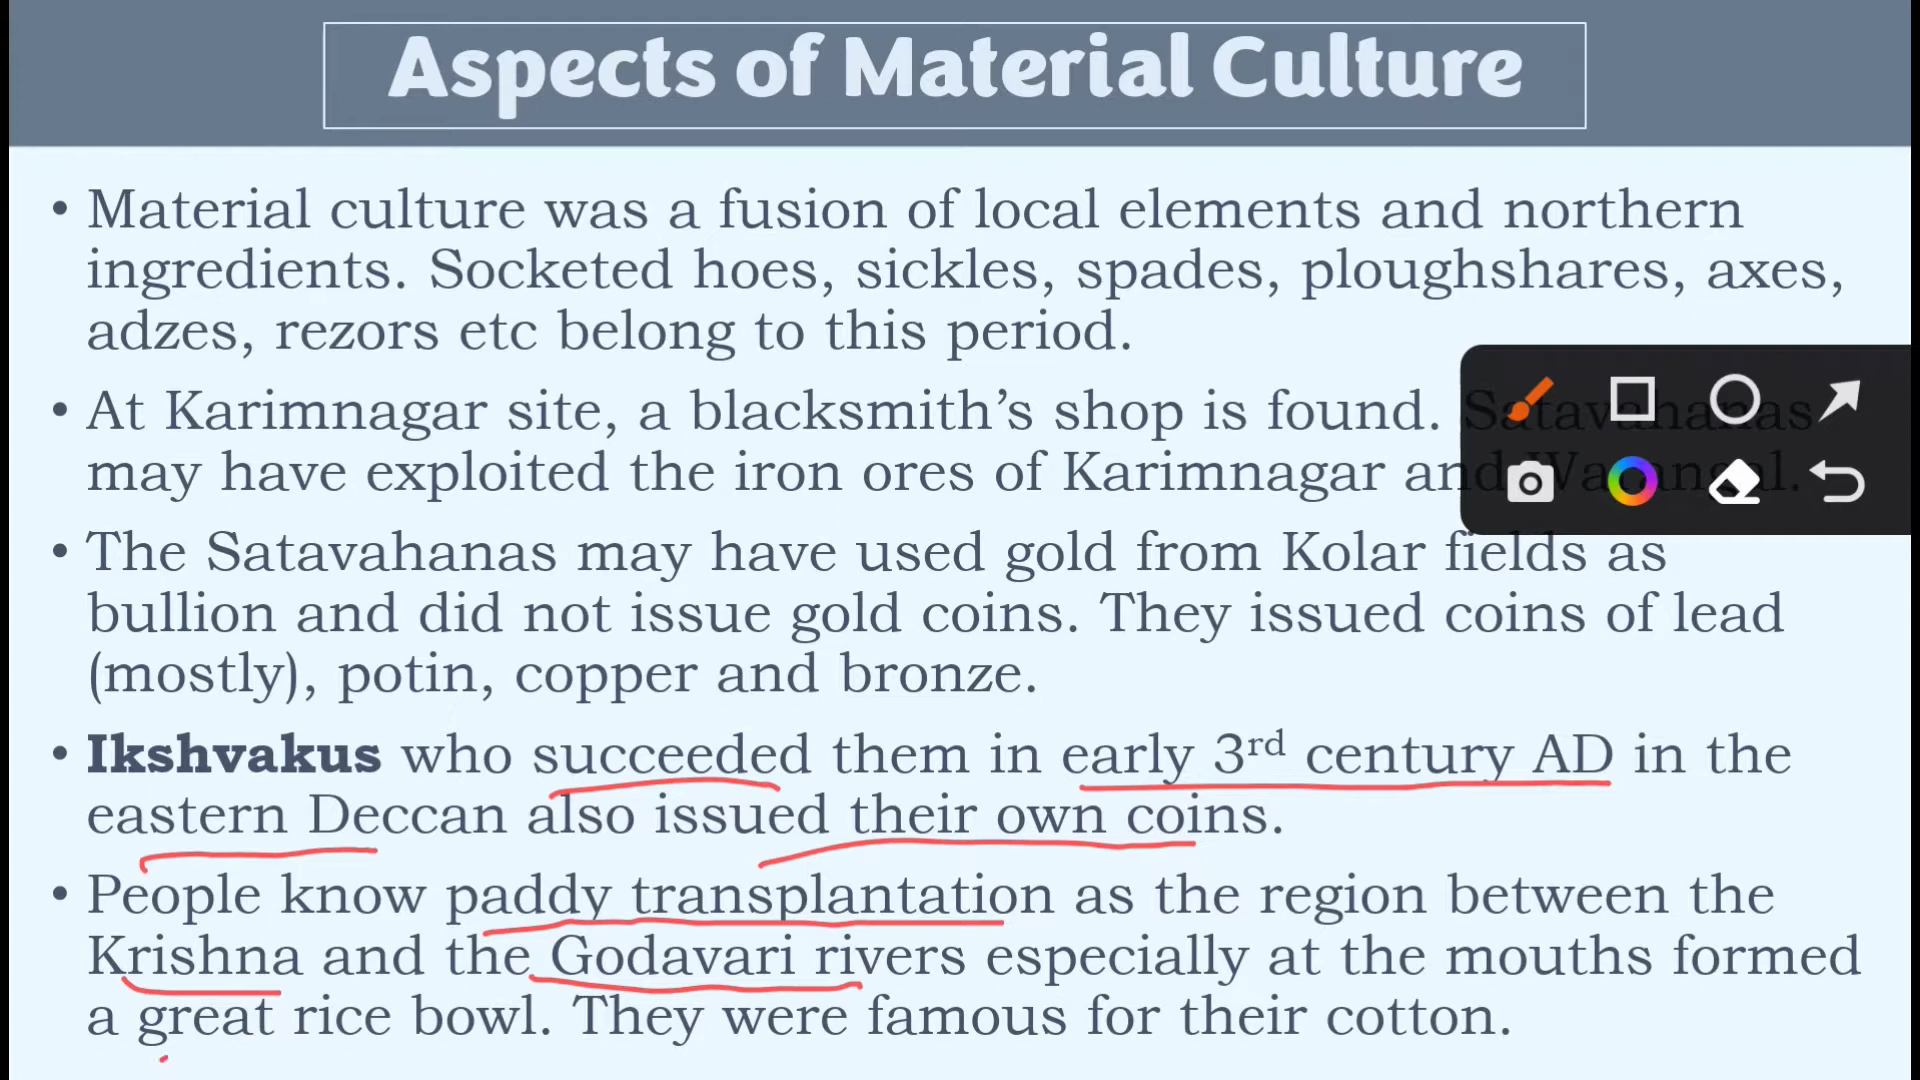 Aspects of Material Culture
• Material culture was a fusion of local elements and northern
ingredients. Socketed hoes, sickles, spades, ploughshares, axes,
adzes, rezors etc belong to this period.
• At Karimnagar site, a blacksmith's shop is found. Satavahanas
may have exploited the iron ores of Karimnagar and Warangal.
• The Satavahanas may have used gold from Kolar fields as
bullion and did not issue gold coins. They issued coins of lead
(mostly), potin, copper and bronze.
• Ikshvakus who succeeded them in early 3rd century AD in the
eastern Deccan also issued their own coins.
• People know paddy transplantation as the region between the
Krishna and the Godavari rivers especially at the mouths formed
a great rice bowl. They were famous for their cotton.